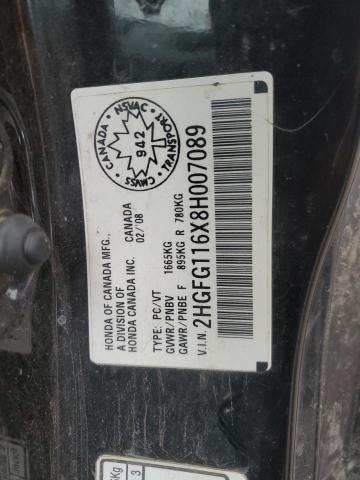 HONDA OF CANADA MFG., CANADA
A DIVISION OF 02/'08
HONDA CANADA INC.
TYPE: PC/VT
GVWR/PNBV 1665KG
GAWR/PNBE F 895KG R 780KG
V.I.N. 2HGFG116X8H007089
CANADA
NSVAC
942
CMVSS
TRANSPORT